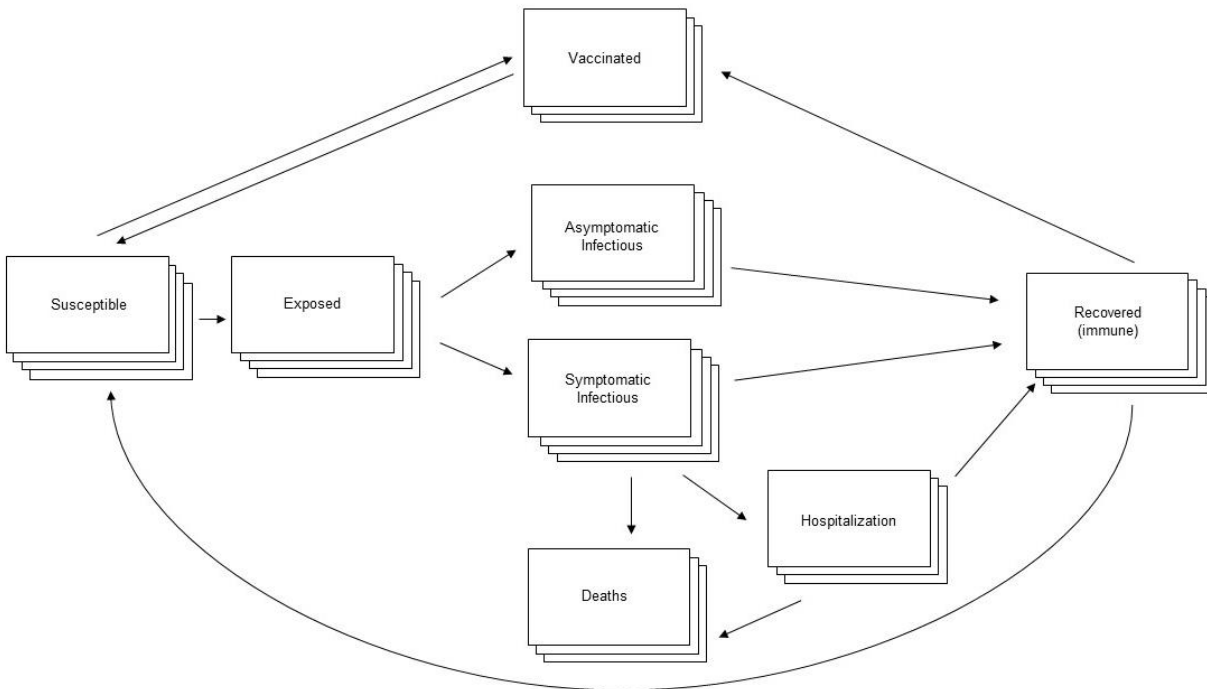 Vaccinated
Asymptomatic
Infectious
Susceptible
Exposed
Recovered
(immune)
Symptomatic
Infectious
Hospitalization
Deaths